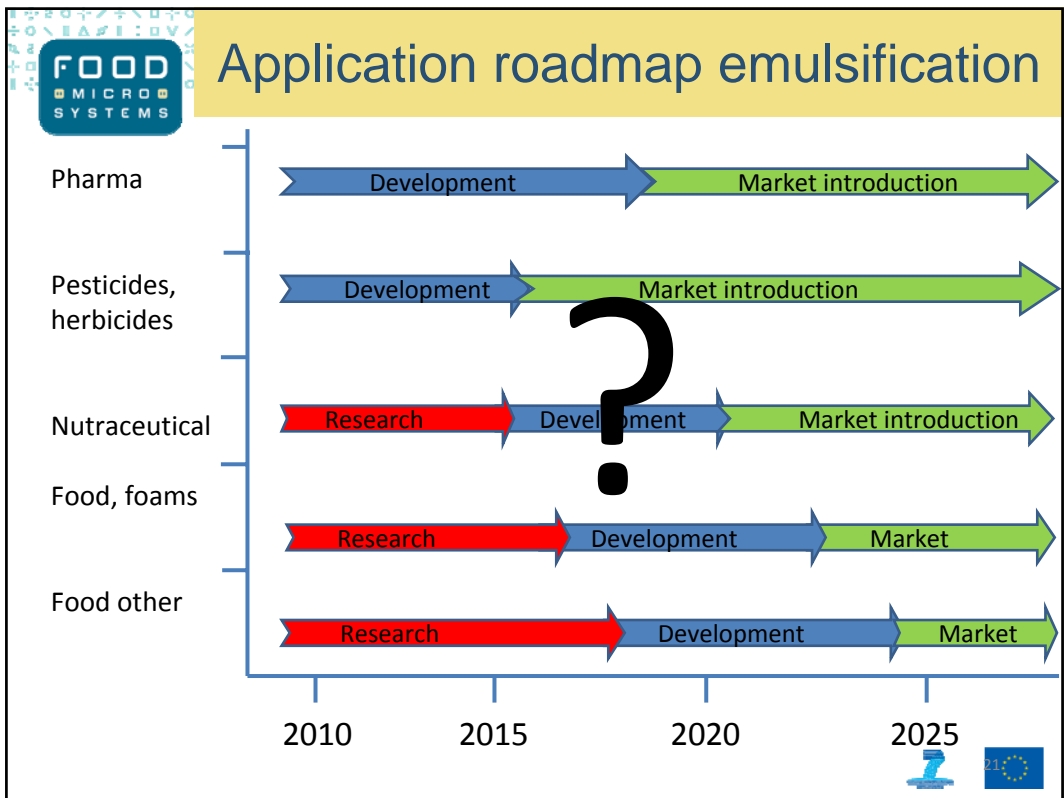 FOOD
MICRO
SYSTEMS
Application roadmap emulsification
Pharma
Development
Market introduction
Pesticides,
herbicides
Development
Market introduction
?
Nutraceutical
Research
Development
Market introduction
Food, foams
Research
Development
Market
Food other
Research
Development
Market
2010
2015
2020
2025
7
21